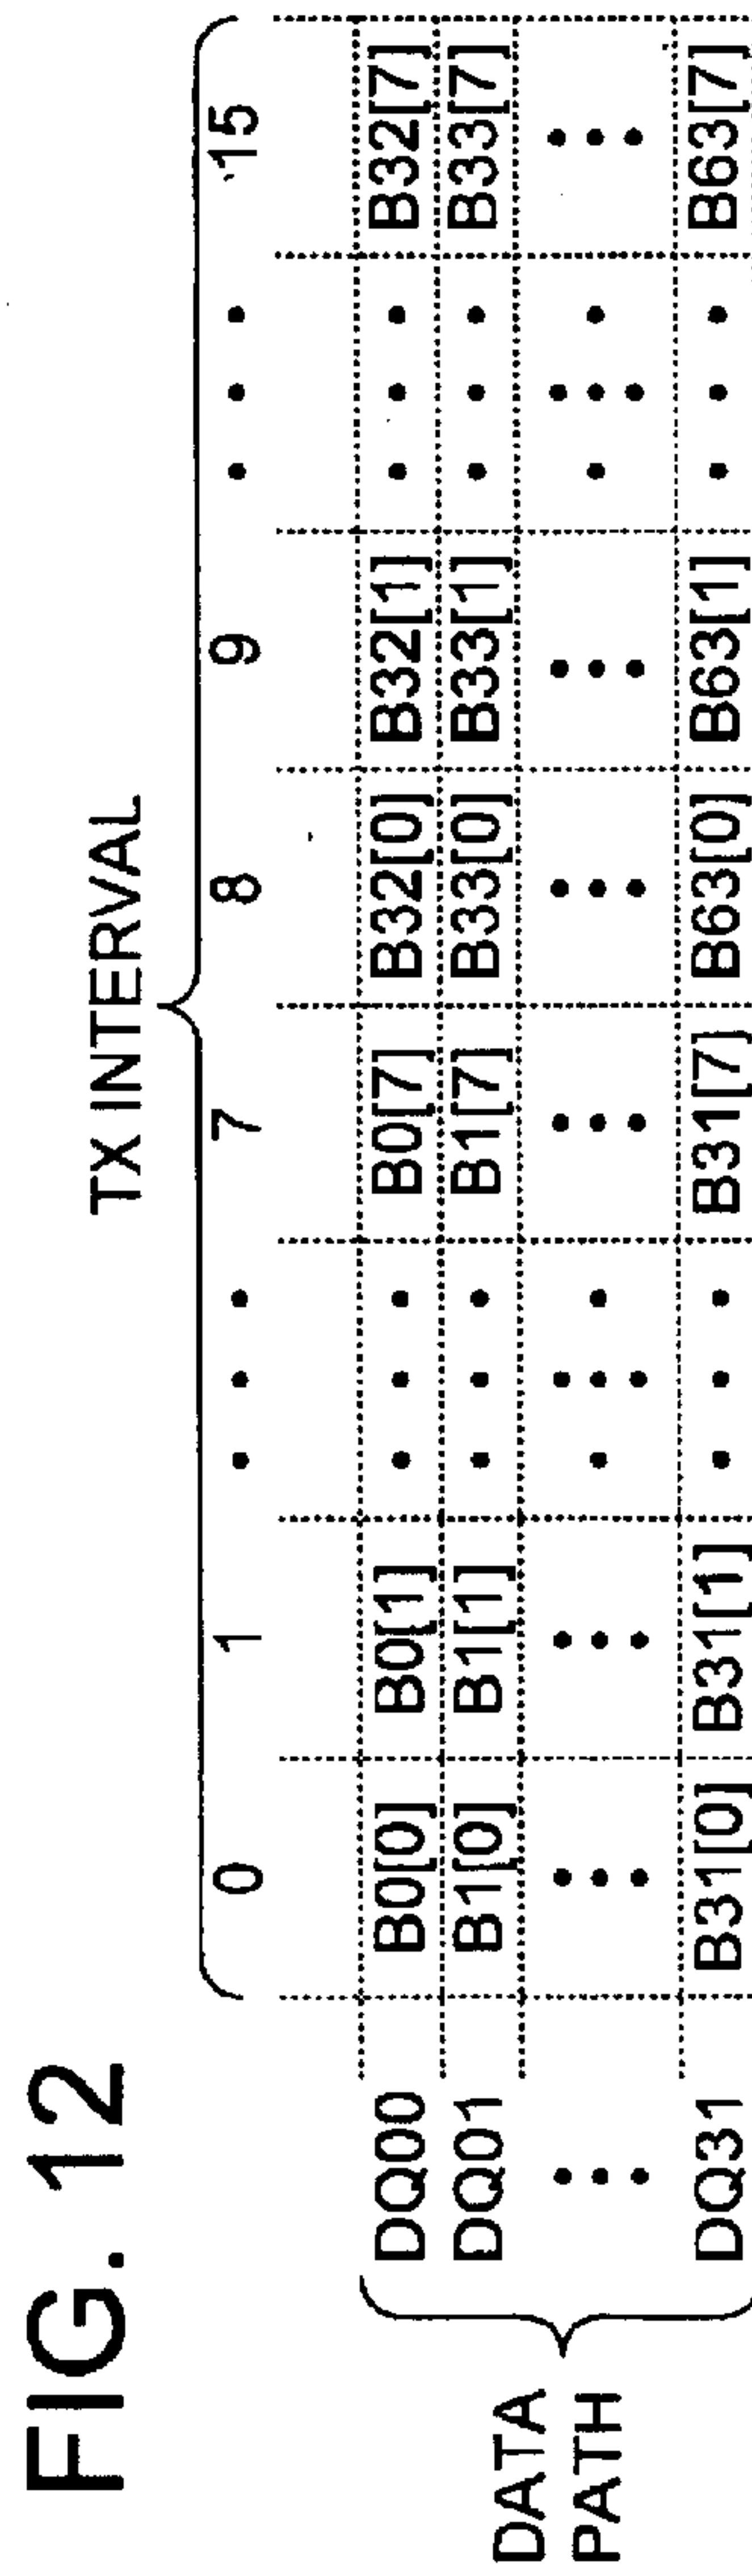 FIG. 12
TX INTERVAL
0 1 • • • 7 8 9 • • • 15
DATA PATH
DQ00 B0[0] B0[1] • • • B0[7] B32[0] B32[1] • • • B32[7]
DQ01 B1[0] B1[1] • • • B1[7] B33[0] B33[1] • • • B33[7]
DQ31 B31[0] B31[1] • • • B31[7] B63[0] B63[1] • • • B63[7]